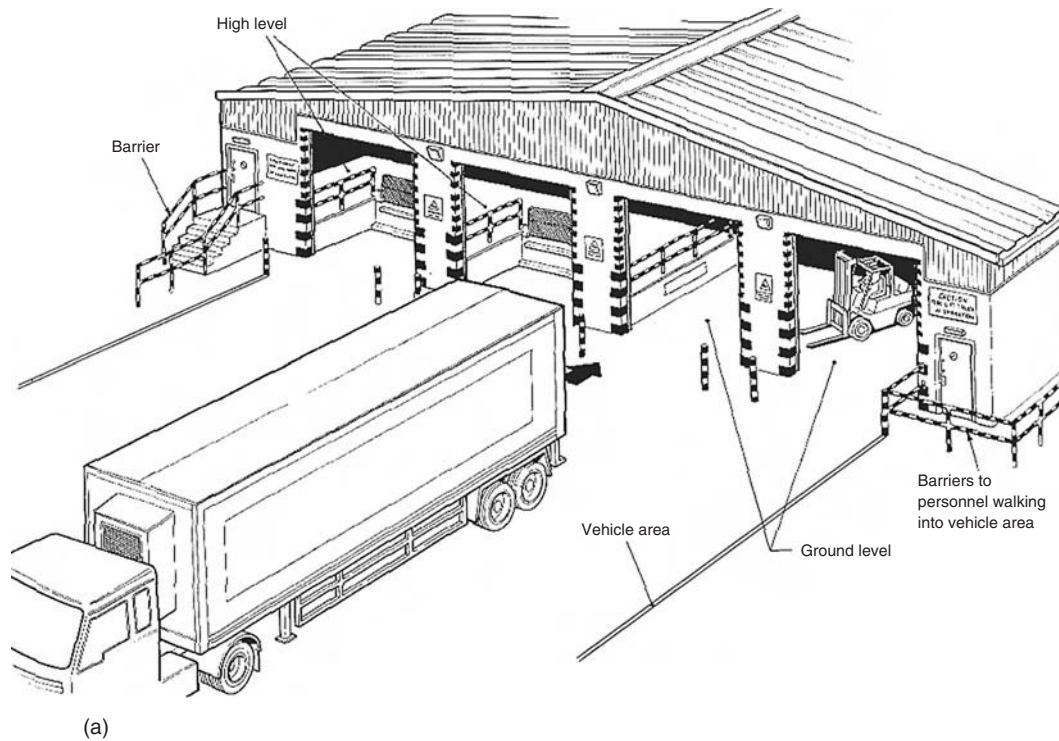 High level
Barrier
CAUTION
Barriers to
personnel walking
into vehicle area
Vehicle area
Ground level
(a)